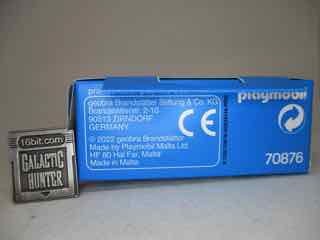 geobra Brandstätter Stiftung & Co. KG
Brandstätterstr. 2-10
90513 ZIRNDORF
GERMANY
© 2022 geobra Brandstätter
Made by Playmobil Malta Ltd.
HF 80 Hal Far, Malta
Made in Malta
CE
playmobil
70876
16bit.com
GALACTIC
HUNTER